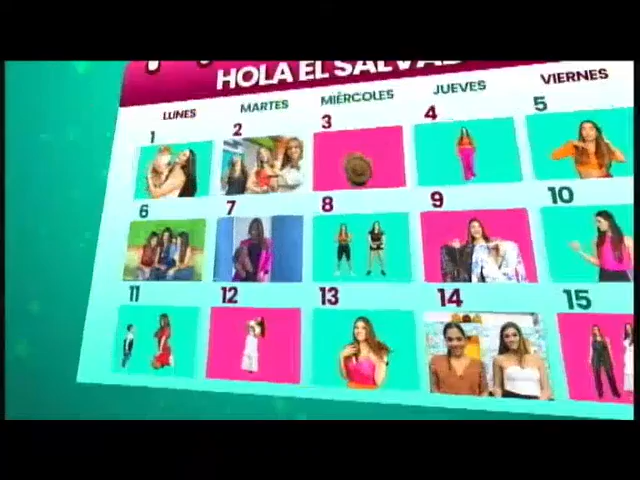 HOLA EL SALVAD
LUNES MARTES MIÉRCOLES JUEVES VIERNES
1 2 3 4 5
6 7 8 9 10
11 12 13 14 15